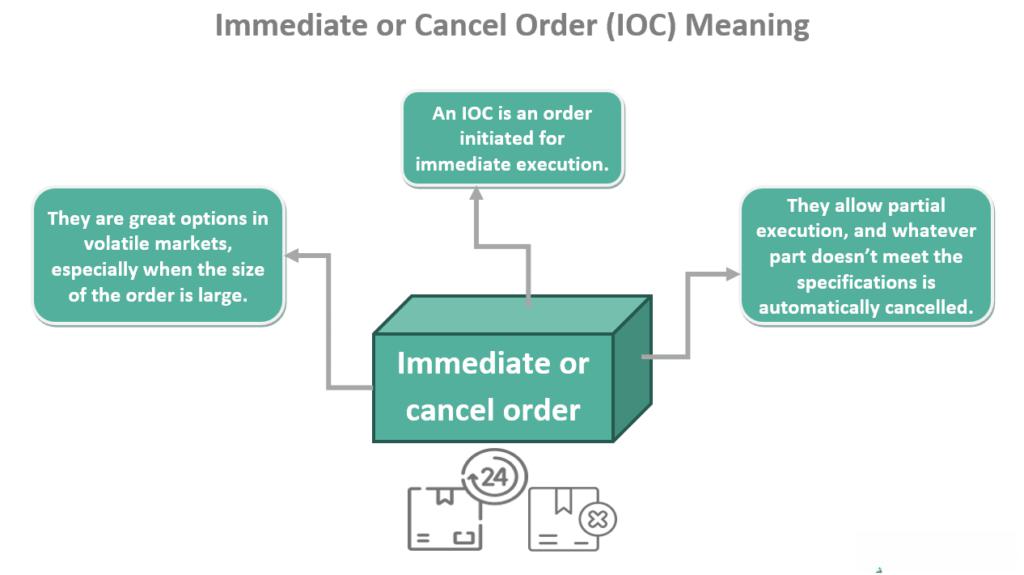 Immediate or Cancel Order (IOC) Meaning
An IOC is an order
initiated for
immediate execution.
They are great options in
volatile markets,
especially when the size
of the order is large.
They allow partial
execution, and whatever
part doesn’t meet the
specifications is
automatically cancelled.
Immediate or
cancel order
24